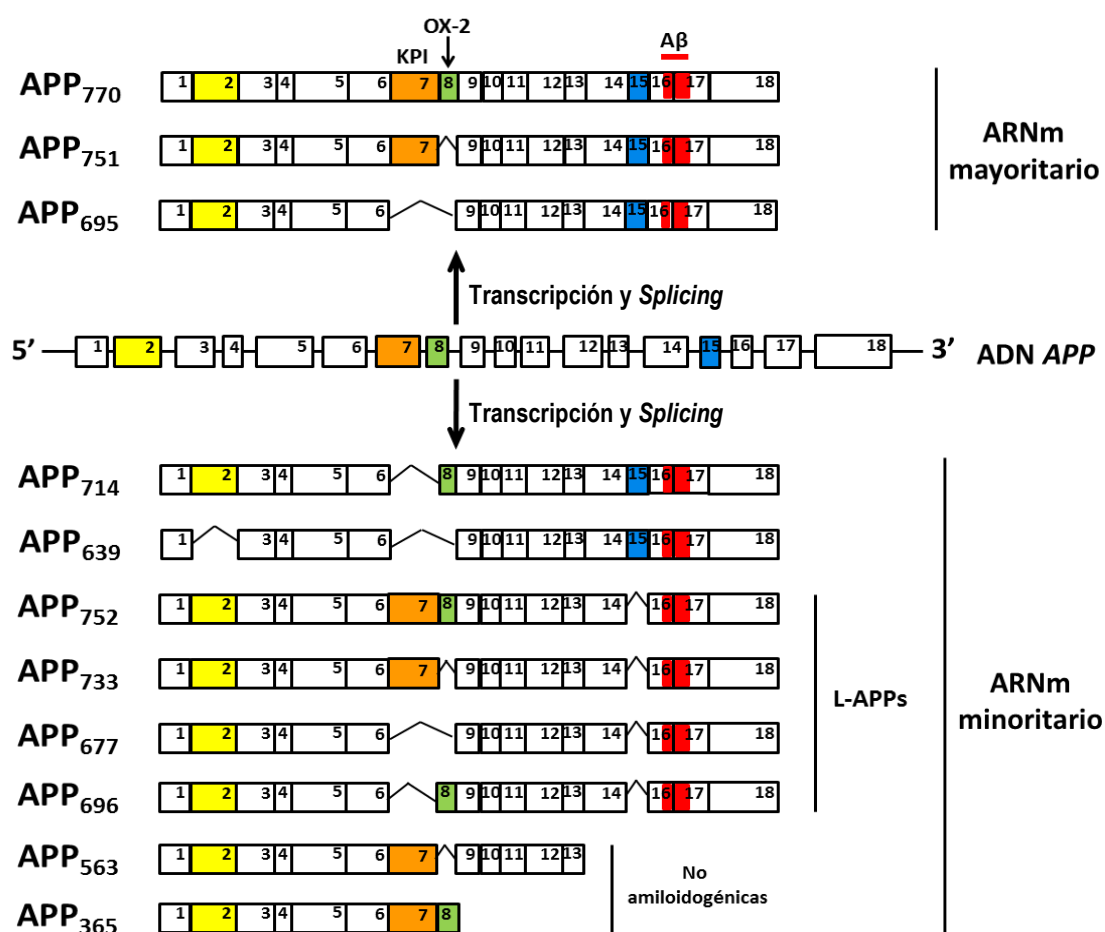 OX-2
KPI
Aβ
APP770 1 2 3 4 5 6 7 8 9 10 11 12 13 14 15 16 17 18
APP751 1 2 3 4 5 6 7 9 10 11 12 13 14 15 16 17 18
APP695 1 2 3 4 5 6 9 10 11 12 13 14 15 16 17 18
ARNm
mayoritario
Transcripción y Splicing
5’ 1 2 3 4 5 6 7 8 9 10 11 12 13 14 15 16 17 18 3’ ADN APP
Transcripción y Splicing
APP714 1 2 3 4 5 6 8 9 10 11 12 13 14 15 16 17 18
APP639 1 3 4 5 6 9 10 11 12 13 14 15 16 17 18
APP752 1 2 3 4 5 6 7 8 9 10 11 12 13 14 16 17 18
APP733 1 2 3 4 5 6 7 9 10 11 12 13 14 16 17 18
APP677 1 2 3 4 5 6 9 10 11 12 13 14 16 17 18
APP696 1 2 3 4 5 6 8 9 10 11 12 13 14 16 17 18
L-APPs
ARNm
minoritario
APP563 1 2 3 4 5 6 7 9 10 11 12 13
APP365 1 2 3 4 5 6 7 8
No
amiloidogénicas